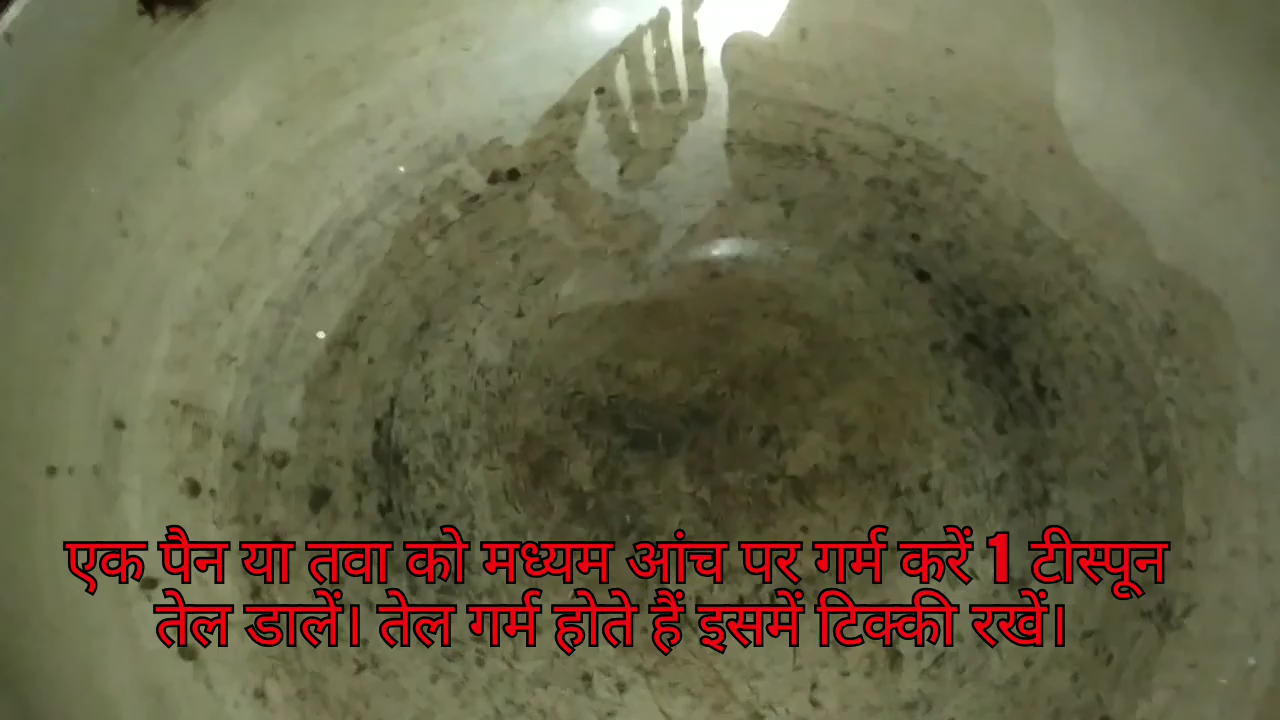 एक पैन या तवा को मध्यम आंच पर गर्म करें 1 टीस्पून
तेल डालें। तेल गर्म होते हैं इसमें टिक्की रखें।